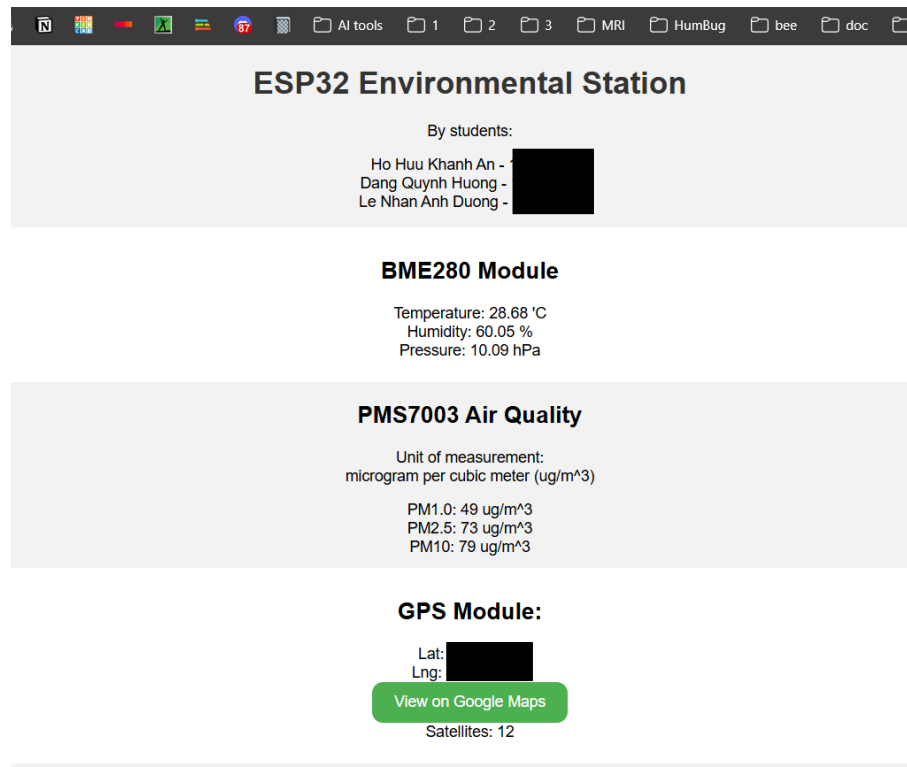 AI tools 1 2 3 MRI HumBug bee doc
87
ESP32 Environmental Station
By students:
Ho Huu Khanh An -
Dang Quynh Huong -
Le Nhan Anh Duong -
BME280 Module
Temperature: 28.68 'C
Humidity: 60.05 %
Pressure: 10.09 hPa
PMS7003 Air Quality
Unit of measurement:
microgram per cubic meter (ug/m^3)
PM1.0: 49 ug/m^3
PM2.5: 73 ug/m^3
PM10: 79 ug/m^3
GPS Module:
Lat:
Lng:
View on Google Maps
Satellites: 12